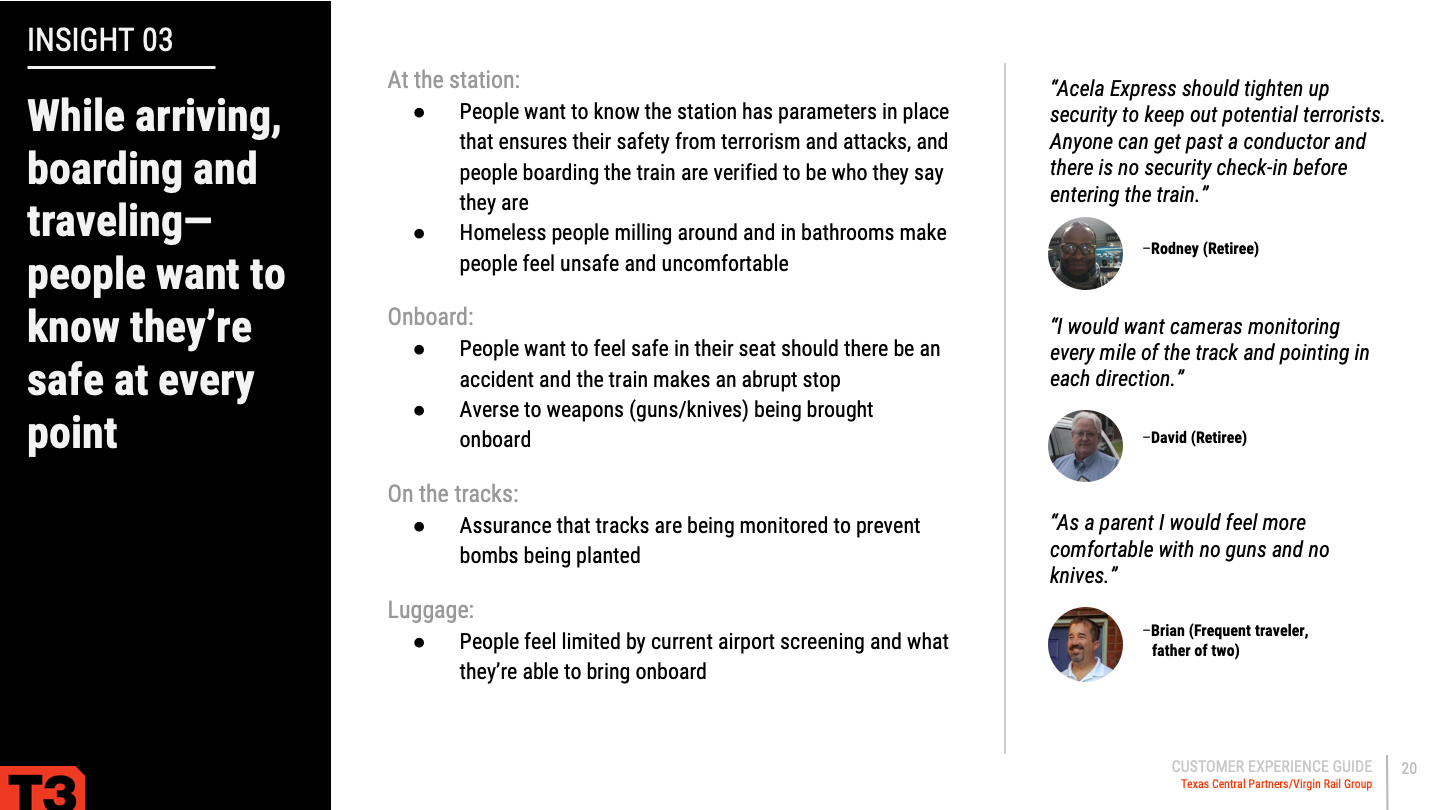 INSIGHT 03
While arriving,
boarding and
traveling—
people want to
know they’re
safe at every
point
T3
At the station:
● People want to know the station has parameters in place
that ensures their safety from terrorism and attacks, and
people boarding the train are verified to be who they say
they are
● Homeless people milling around and in bathrooms make
people feel unsafe and uncomfortable
Onboard:
● People want to feel safe in their seat should there be an
accident and the train makes an abrupt stop
● Averse to weapons (guns/knives) being brought
onboard
On the tracks:
● Assurance that tracks are being monitored to prevent
bombs being planted
Luggage:
● People feel limited by current airport screening and what
they’re able to bring onboard
“Acela Express should tighten up
security to keep out potential terrorists.
Anyone can get past a conductor and
there is no security check-in before
entering the train.”
–Rodney (Retiree)
“I would want cameras monitoring
every mile of the track and pointing in
each direction.”
–David (Retiree)
“As a parent I would feel more
comfortable with no guns and no
knives.”
–Brian (Frequent traveler,
father of two)
CUSTOMER EXPERIENCE GUIDE
Texas Central Partners/Virgin Rail Group
20